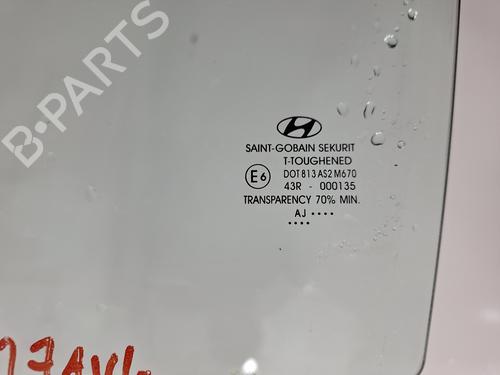 B-PARTS
SAINT-GOBAIN SEKURIT
T-TOUGHENED
E6 DOT 813 AS2 M670
43R - 000135
TRANSPARENCY 70% MIN.
AJ ••••
••••